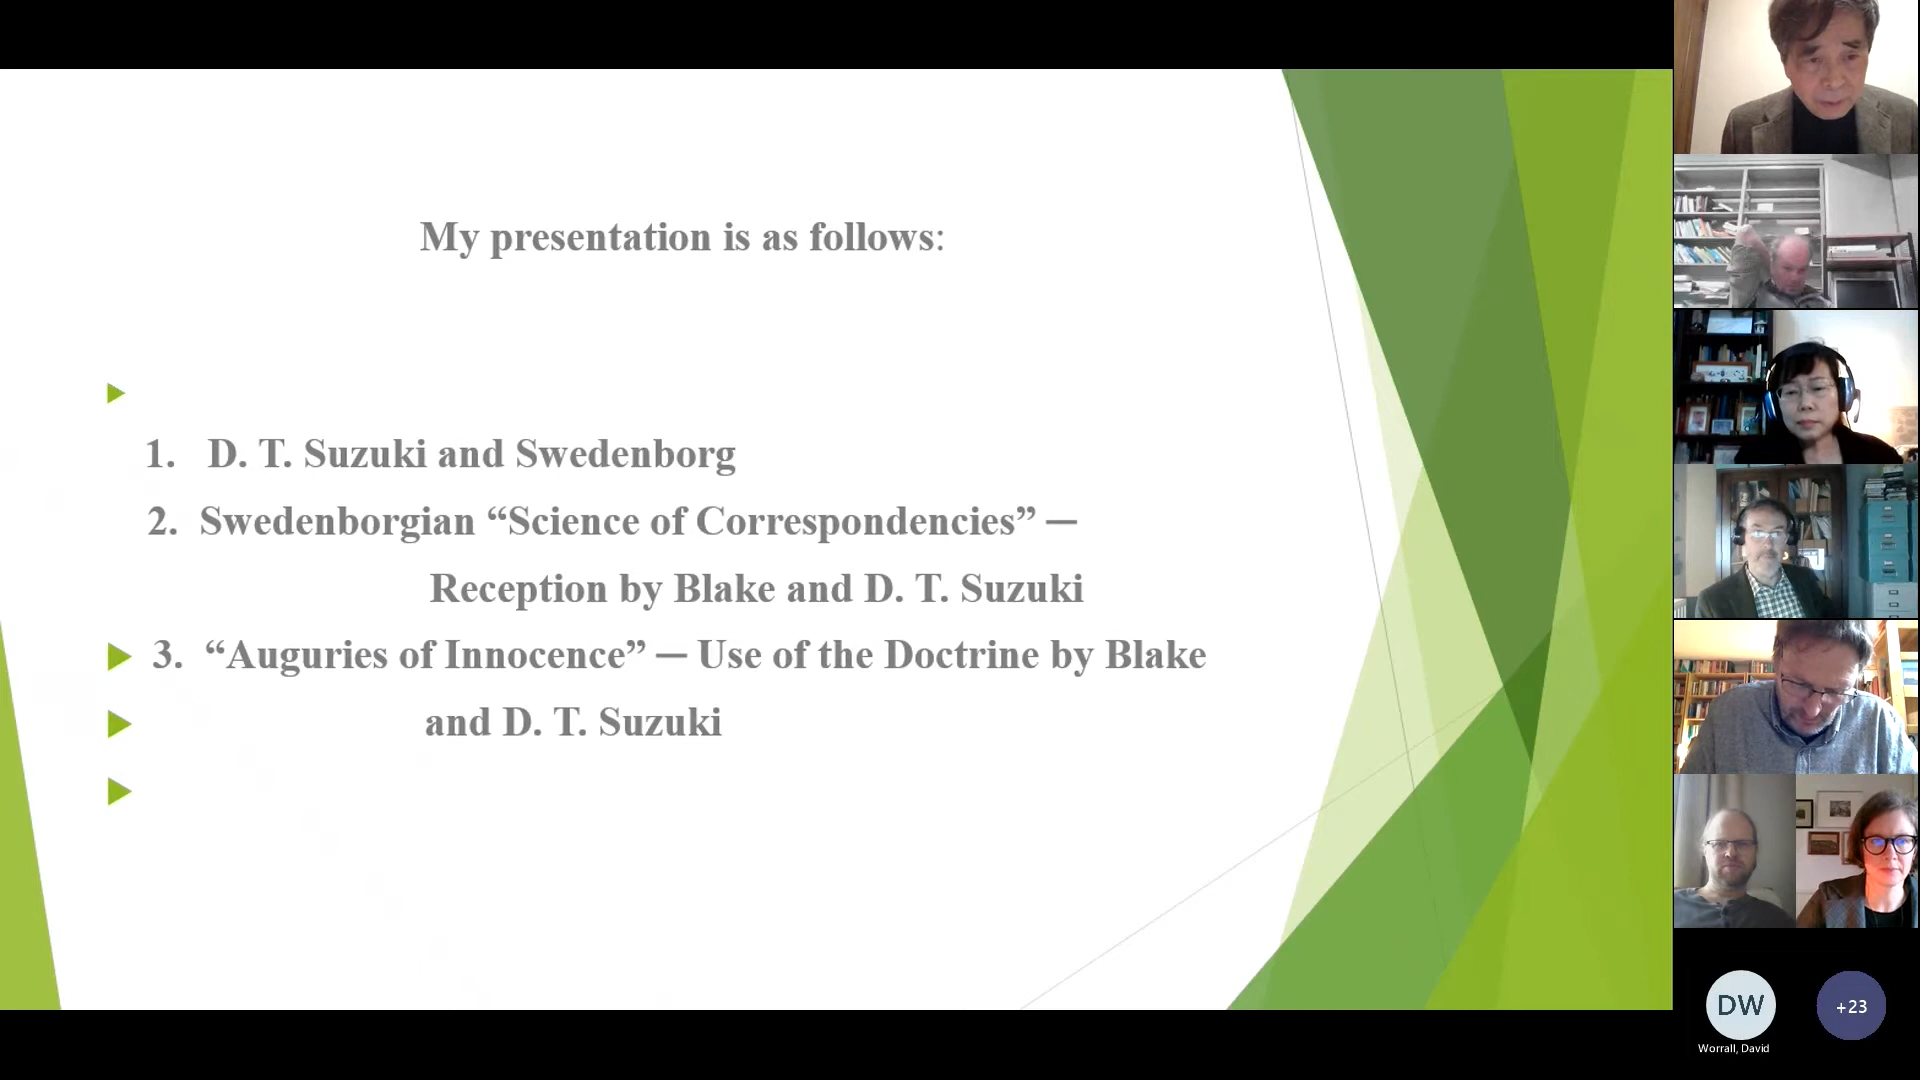 My presentation is as follows:
1. D. T. Suzuki and Swedenborg
2. Swedenborgian “Science of Correspondencies” —
Reception by Blake and D. T. Suzuki
3. “Auguries of Innocence” — Use of the Doctrine by Blake
and D. T. Suzuki
DW
+23
Worrall, David